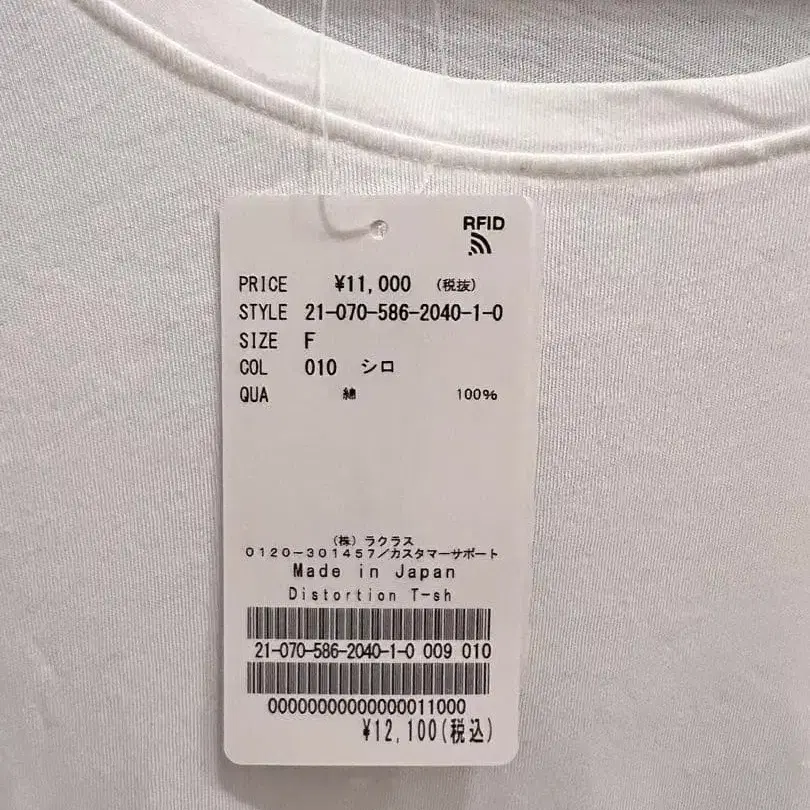 RFID
PRICE ¥11,000 (税抜)
STYLE 21-070-586-2040-1-0
SIZE F
COL 010 シロ
QUA 綿 100%
(株) ラクラス
0120-301457/カスタマーサポート
Made in Japan
Distortion T-sh
21-070-586-2040-1-0 009 010
00000000000000011000
¥12,100(税込)